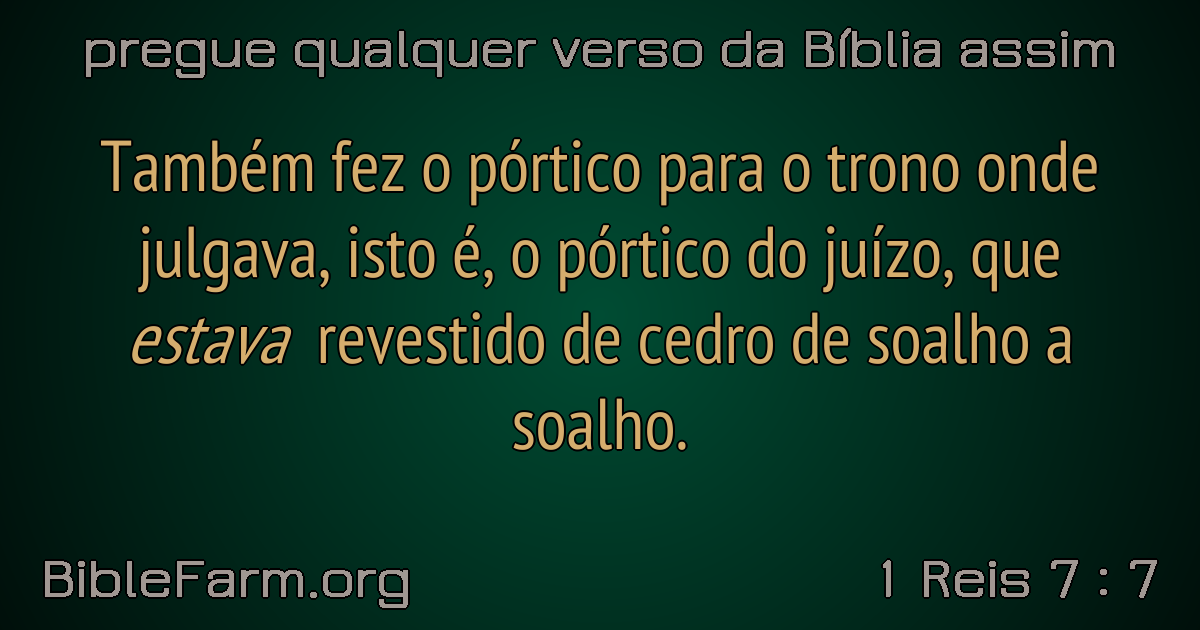 pregue qualquer verso da Bíblia assim
Também fez o pórtico para o trono onde
julgava, isto é, o pórtico do juízo, que
estava revestido de cedro de soalho a
soalho.
BibleFarm.org
1 Reis 7 : 7